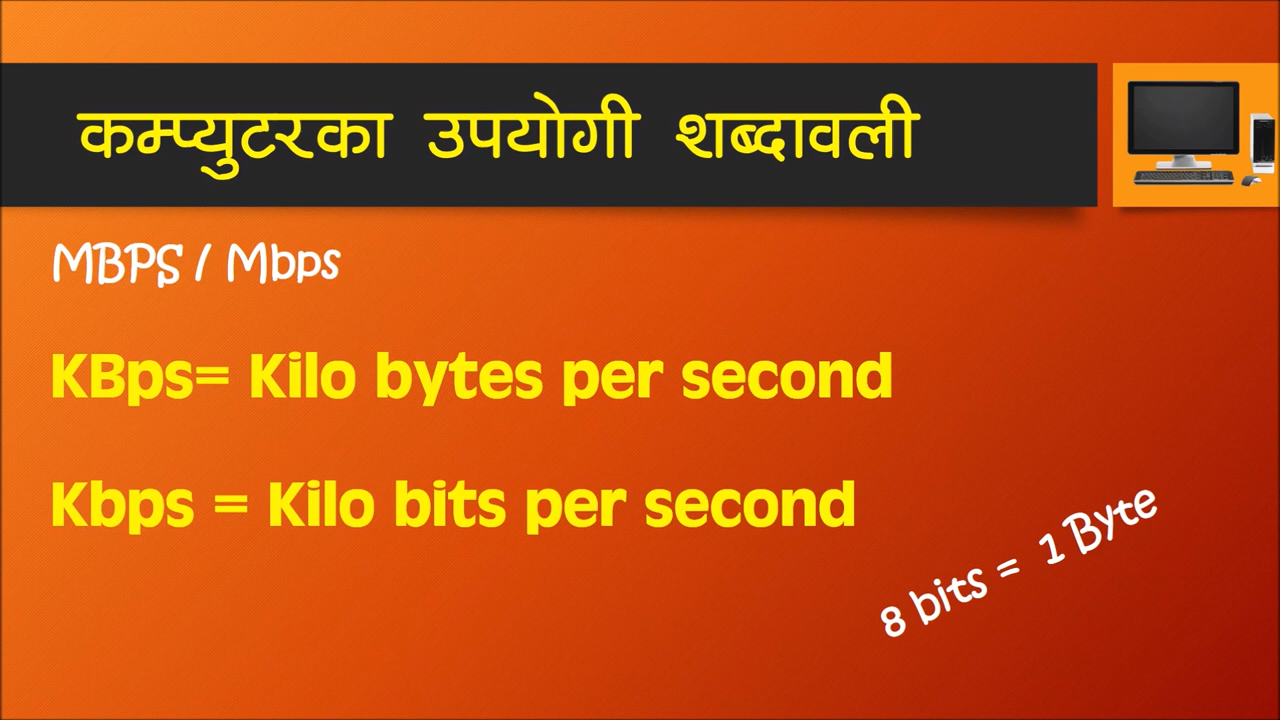 कम्प्युटरका उपयोगी शब्दावली
MBPS / Mbps
KBps= Kilo bytes per second
Kbps = Kilo bits per second
8 bits = 1 Byte